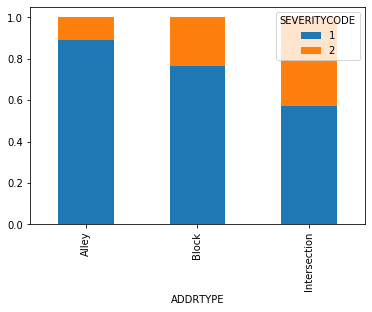 SEVERITYCODE
1
2
1.0
0.8
0.6
0.4
0.2
0.0
Alley
Block
Intersection
ADDRTYPE